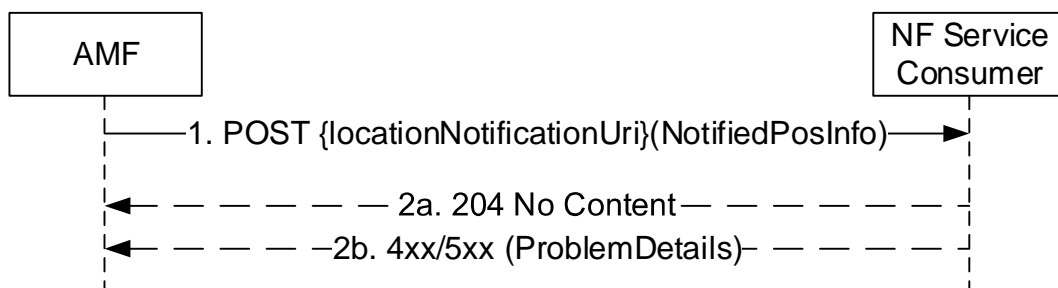 AMF
NF Service
Consumer
1. POST {locationNotificationUri}(NotifiedPosInfo)
2a. 204 No Content
2b. 4xx/5xx (ProblemDetails)